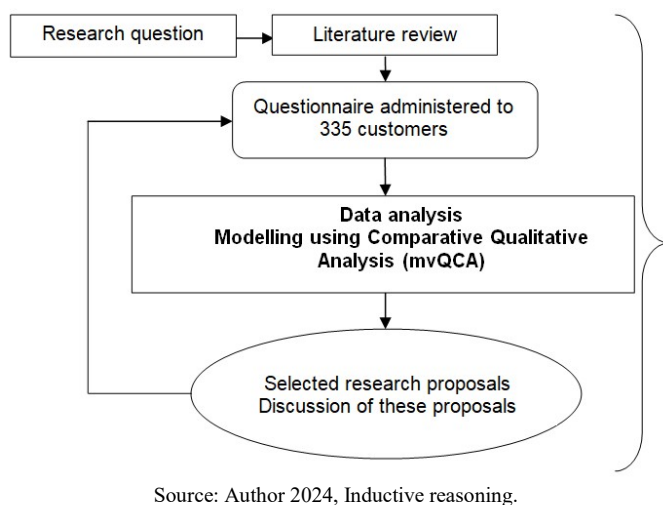 Research question
Literature review
Questionnaire administered to
335 customers
Data analysis
Modelling using Comparative Qualitative
Analysis (mvQCA)
Selected research proposals
Discussion of these proposals
Source: Author 2024, Inductive reasoning.